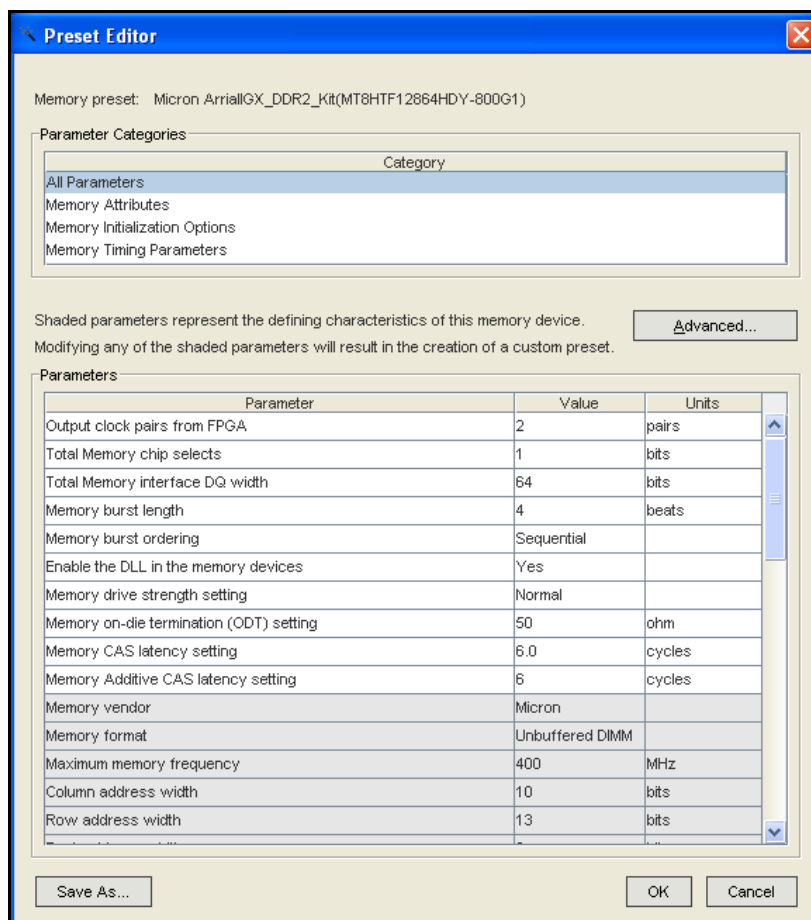 Preset Editor
Memory preset: Micron ArriaIIGX_DDR2_Kit(MT8HTF12864HDY-800G1)
Parameter Categories
Category
All Parameters
Memory Attributes
Memory Initialization Options
Memory Timing Parameters
Shaded parameters represent the defining characteristics of this memory device.
Modifying any of the shaded parameters will result in the creation of a custom preset.
Advanced...
Parameters
Parameter Value Units
Output clock pairs from FPGA 2 pairs
Total Memory chip selects 1 bits
Total Memory interface DQ width 64 bits
Memory burst length 4 beats
Memory burst ordering Sequential
Enable the DLL in the memory devices Yes
Memory drive strength setting Normal
Memory on-die termination (ODT) setting 50 ohm
Memory CAS latency setting 6.0 cycles
Memory Additive CAS latency setting 6 cycles
Memory vendor Micron
Memory format Unbuffered DIMM
Maximum memory frequency 400 MHz
Column address width 10 bits
Row address width 13 bits
Save As... OK Cancel